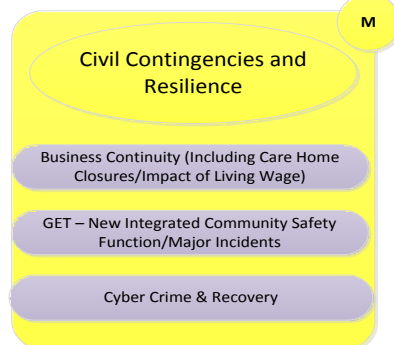 M
Civil Contingencies and
Resilience
Business Continuity (Including Care Home
Closures/Impact of Living Wage)
GET – New Integrated Community Safety
Function/Major Incidents
Cyber Crime & Recovery